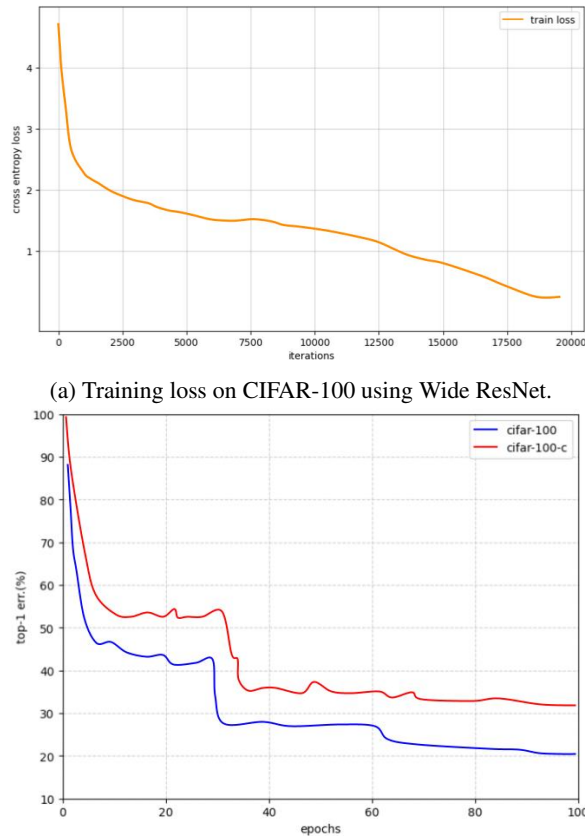 train loss
4
3
2
1
cross entropy loss
0 2500 5000 7500 10000 12500 15000 17500 20000
iterations
(a) Training loss on CIFAR-100 using Wide ResNet.
100
cifar-100
cifar-100-c
90
80
70
60
50
40
30
20
10
top-1 err.(%)
0 20 40 60 80 100
epochs